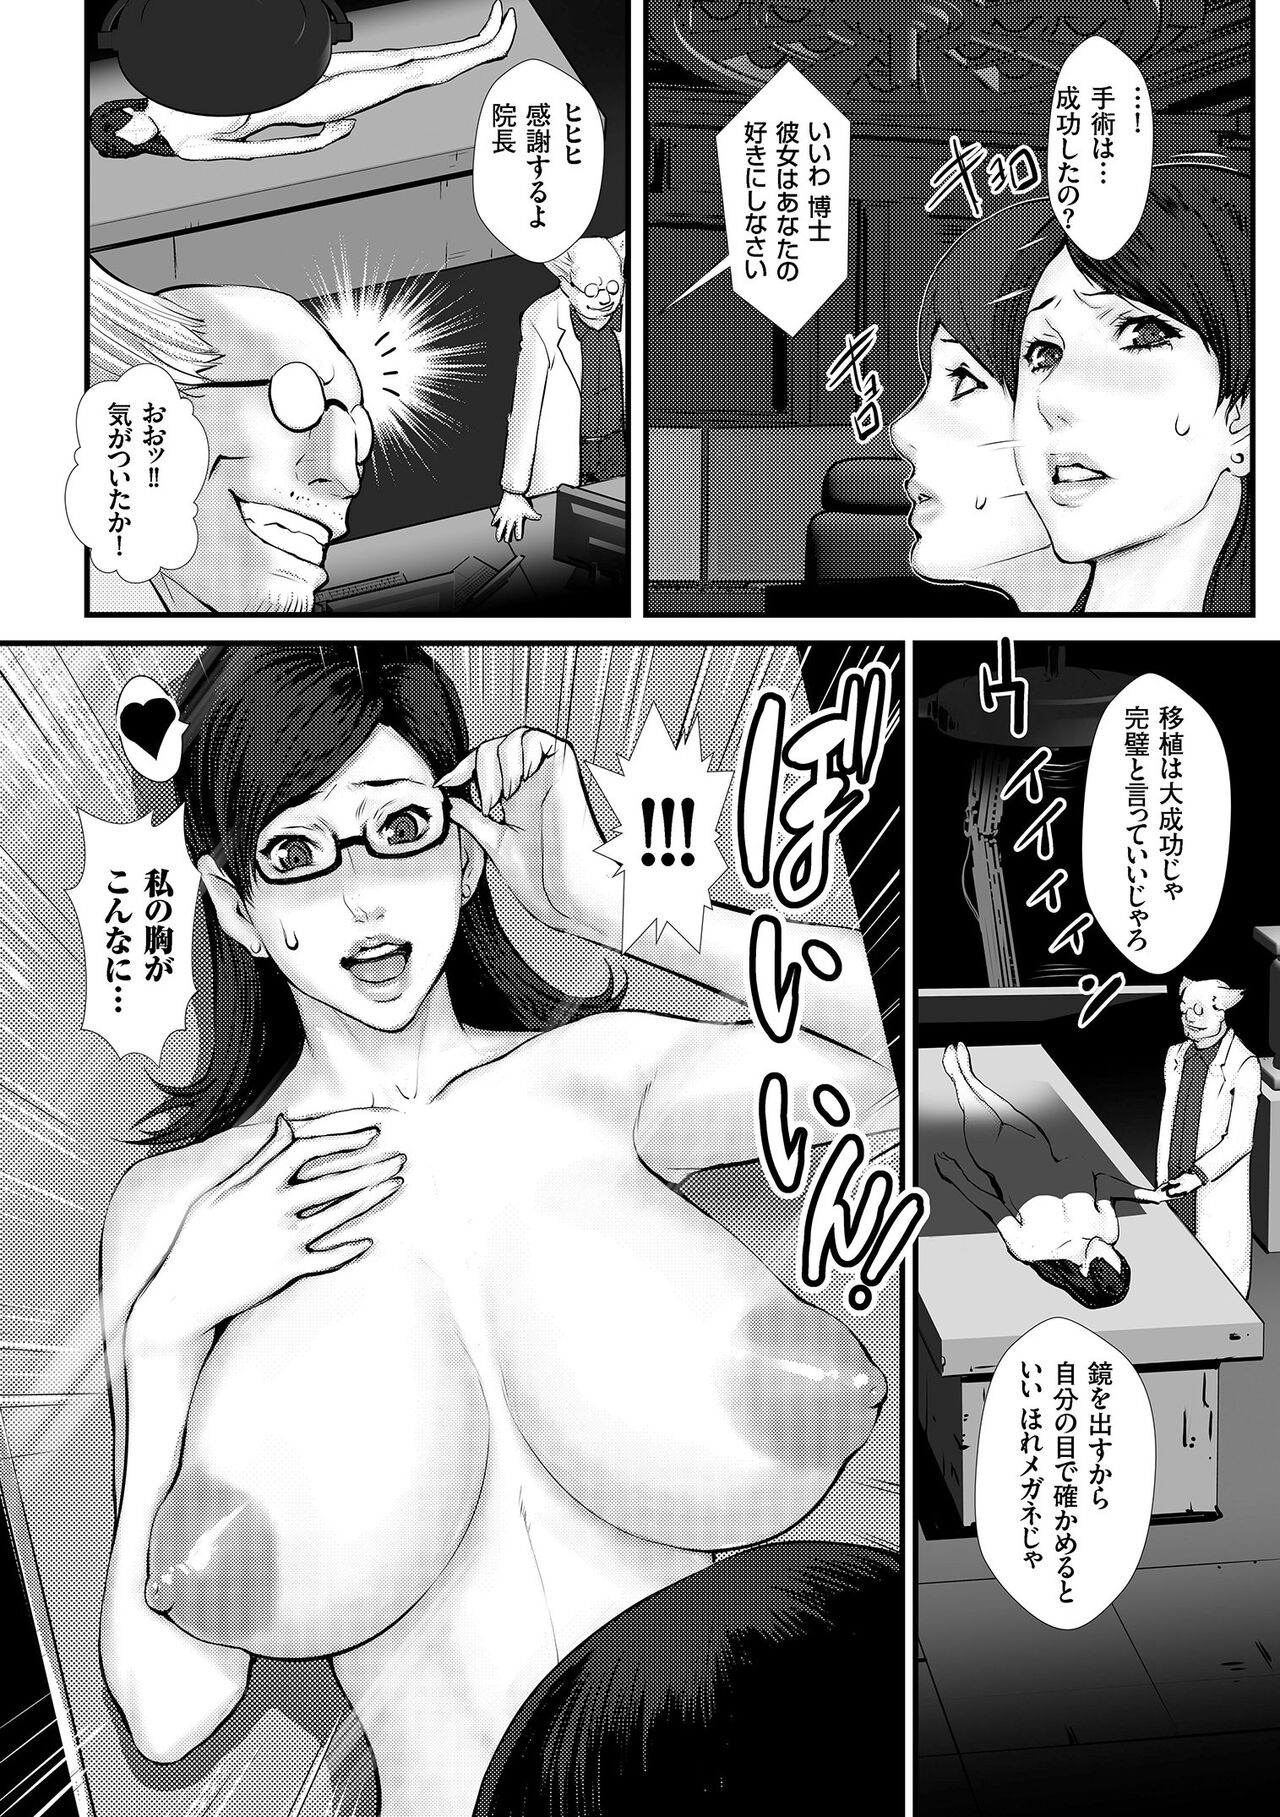 …！
手術は…
成功したの？
キョロ
キョロ
いいわ 博士
彼女はあなたの
好きにしなさい
ヒヒヒ
感謝するよ
院長
おおッ!!
気がついたか！
移植は大成功じゃ
完璧と言っていいじゃろ
ウィイイイィン
鏡を出すから
自分の目で確かめると
いい ほれメガネじゃ
!!!
ぼいいいん!!
私の胸が
こんなに…